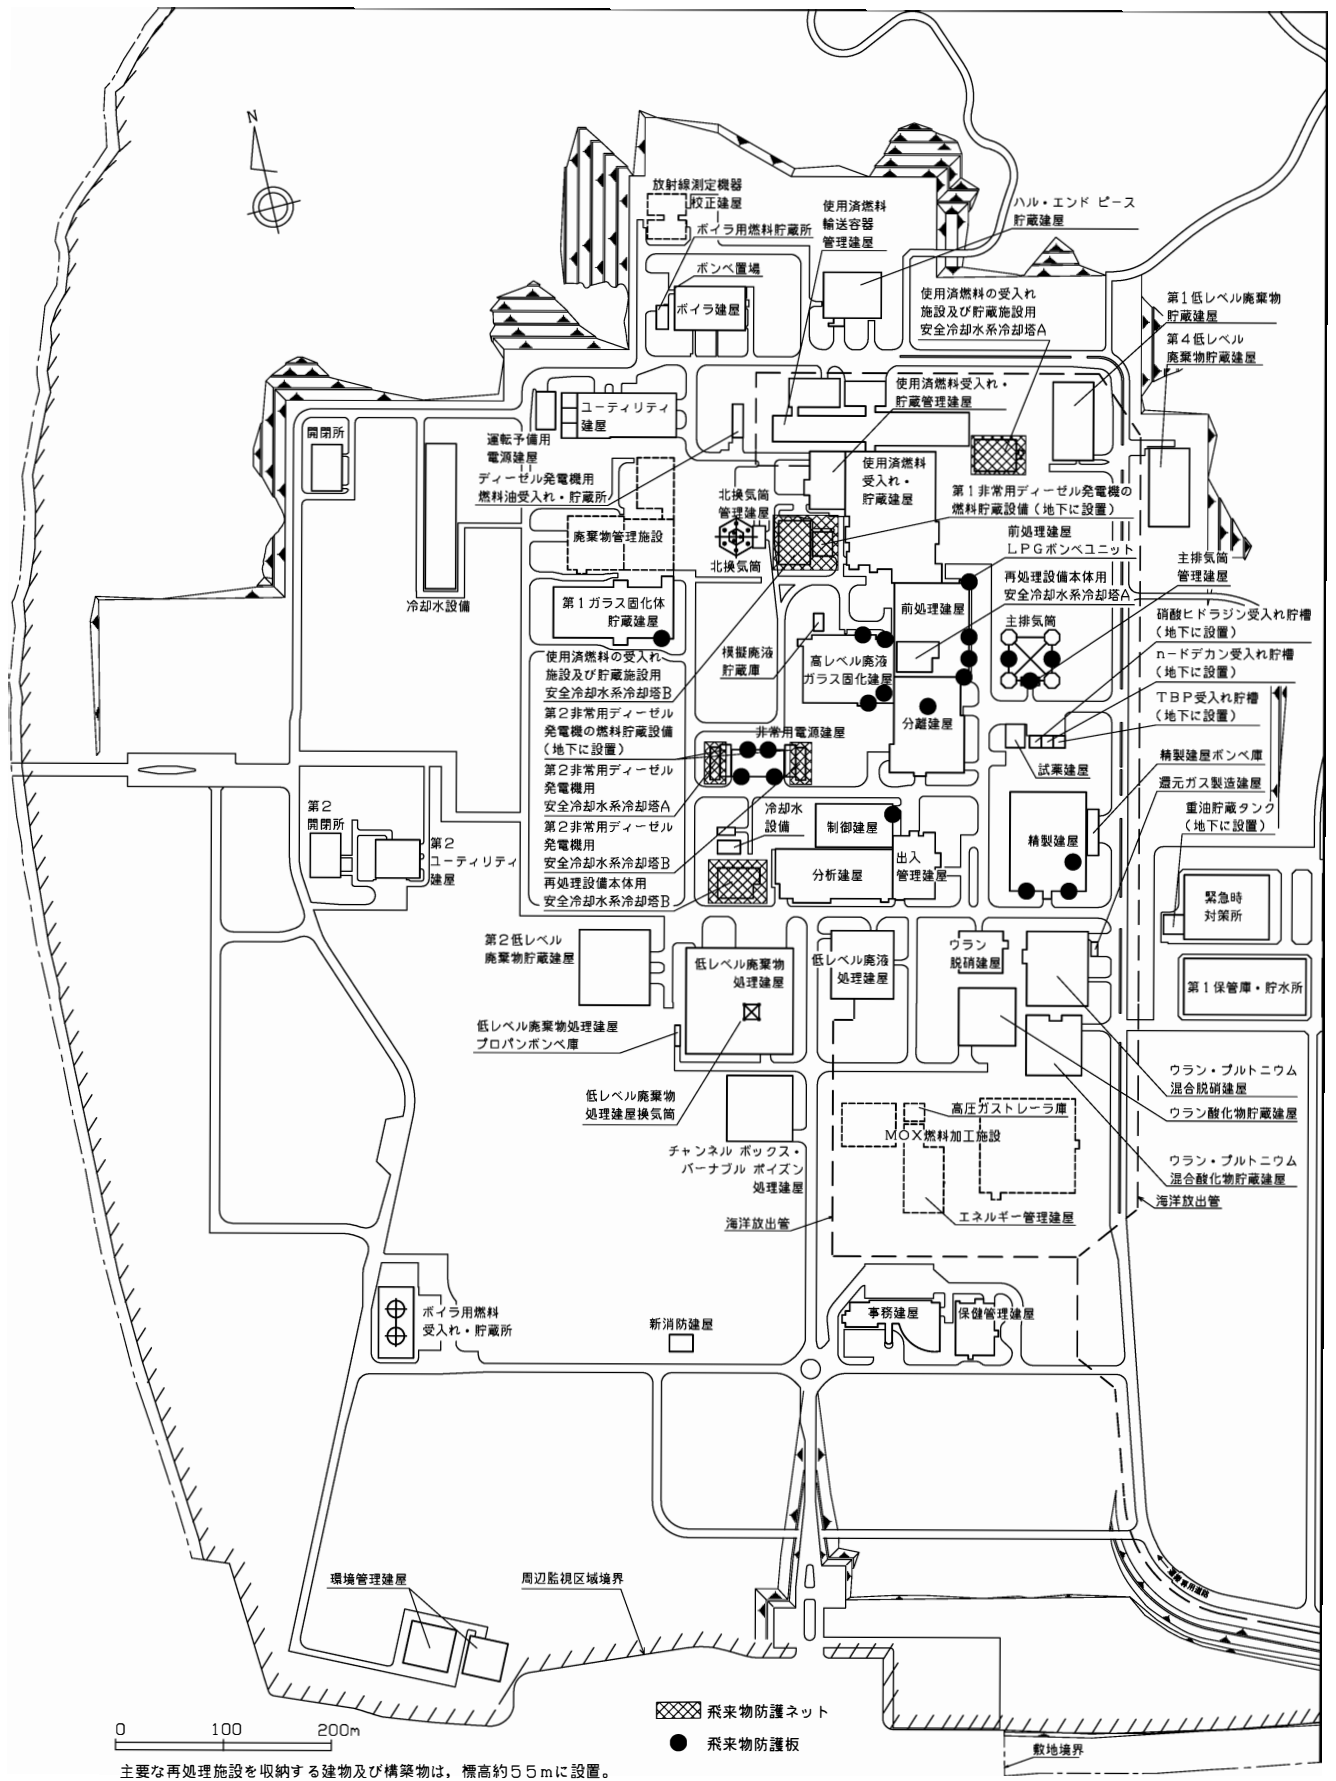 N
放射線測定機器
校正建屋
ボイラ用燃料貯蔵所
ボンベ置場
ボイラ建屋
使用済燃料
輸送容器
管理建屋
ハル・エンド ピース
貯蔵建屋
使用済燃料の受入れ
施設及び貯蔵施設用
安全冷却水系冷却塔A
第1低レベル廃棄物
貯蔵建屋
第4低レベル
廃棄物貯蔵建屋
使用済燃料受入れ・
貯蔵管理建屋
ユーティリティ
建屋
開閉所
運転予備用
電源建屋
ディーゼル発電機用
燃料油受入れ・貯蔵所
使用済燃料
受入れ・
貯蔵建屋
北換気筒
管理建屋
第1非常用ディーゼル発電機の
燃料貯蔵設備(地下に設置)
廃棄物管理施設
北換気筒
前処理建屋
LPGボンベユニット
主排気筒
管理建屋
再処理設備本体用
安全冷却水系冷却塔A
冷却水設備
第1ガラス固化体
貯蔵建屋
前処理建屋
主排気筒
硝酸ヒドラジン受入れ貯槽
(地下に設置)
n-ドデカン受入れ貯槽
(地下に設置)
TBP受入れ貯槽
(地下に設置)
模擬廃液
貯蔵庫
高レベル廃液
ガラス固化建屋
使用済燃料の受入れ
施設及び貯蔵施設用
安全冷却水系冷却塔B
第2非常用ディーゼル
発電機の燃料貯蔵設備
(地下に設置)
非常用電源建屋
分離建屋
試薬建屋
精製建屋ボンベ庫
還元ガス製造建屋
重油貯蔵タンク
(地下に設置)
第2非常用ディーゼル
発電機用
安全冷却水系冷却塔A
第2
開閉所
第2
ユーティリティ
建屋
第2非常用ディーゼル
発電機用
安全冷却水系冷却塔B
冷却水
設備
制御建屋
精製建屋
再処理設備本体用
安全冷却水系冷却塔B
分析建屋
出入
管理建屋
緊急時
対策所
第2低レベル
廃棄物貯蔵建屋
低レベル廃棄物
処理建屋
低レベル廃液
処理建屋
ウラン
脱硝建屋
第1保管庫・貯水所
低レベル廃棄物処理建屋
プロパンボンベ庫
低レベル廃棄物
処理建屋換気筒
ウラン・プルトニウム
混合脱硝建屋
ウラン酸化物貯蔵建屋
高圧ガストレーラ庫
MOX燃料加工施設
チャンネル ボックス・
バーナブル ポイズン
処理建屋
ウラン・プルトニウム
混合酸化物貯蔵建屋
海洋放出管
エネルギー管理建屋
海洋放出管
ボイラ用燃料
受入れ・貯蔵所
新消防建屋
事務建屋
保健管理建屋
環境管理建屋
周辺監視区域境界
飛来物防護ネット
飛来物防護板
敷地境界
0 100 200m
主要な再処理施設を収納する建物及び構築物は,標高約55mに設置。